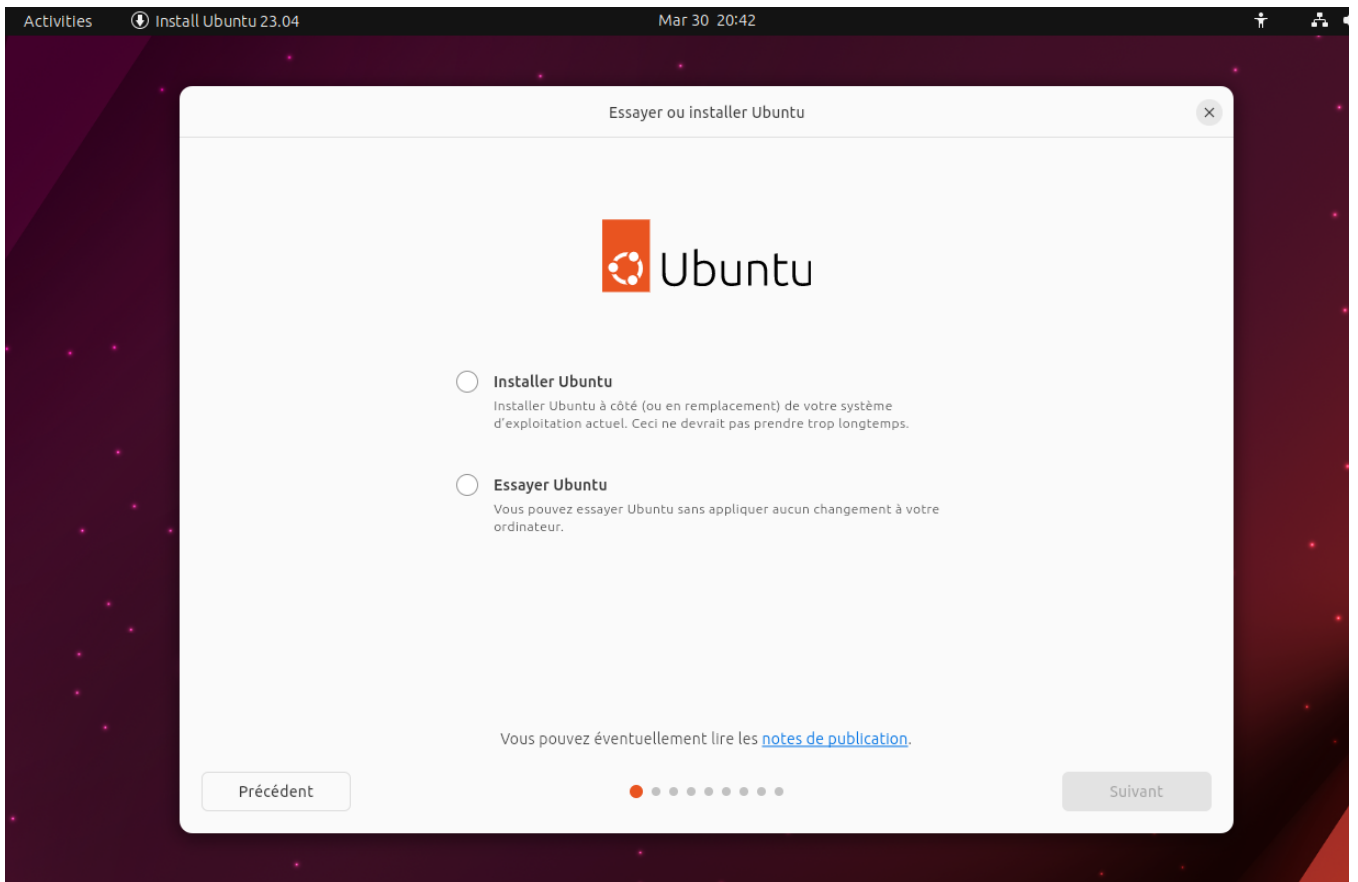 Activities Install Ubuntu 23.04 Mar 30 20:42
Essayer ou installer Ubuntu
Ubuntu
Installer Ubuntu
Installer Ubuntu à côté (ou en remplacement) de votre système
d’exploitation actuel. Ceci ne devrait pas prendre trop longtemps.
Essayer Ubuntu
Vous pouvez essayer Ubuntu sans appliquer aucun changement à votre
ordinateur.
Vous pouvez éventuellement lire les notes de publication.
Précédent Suivant